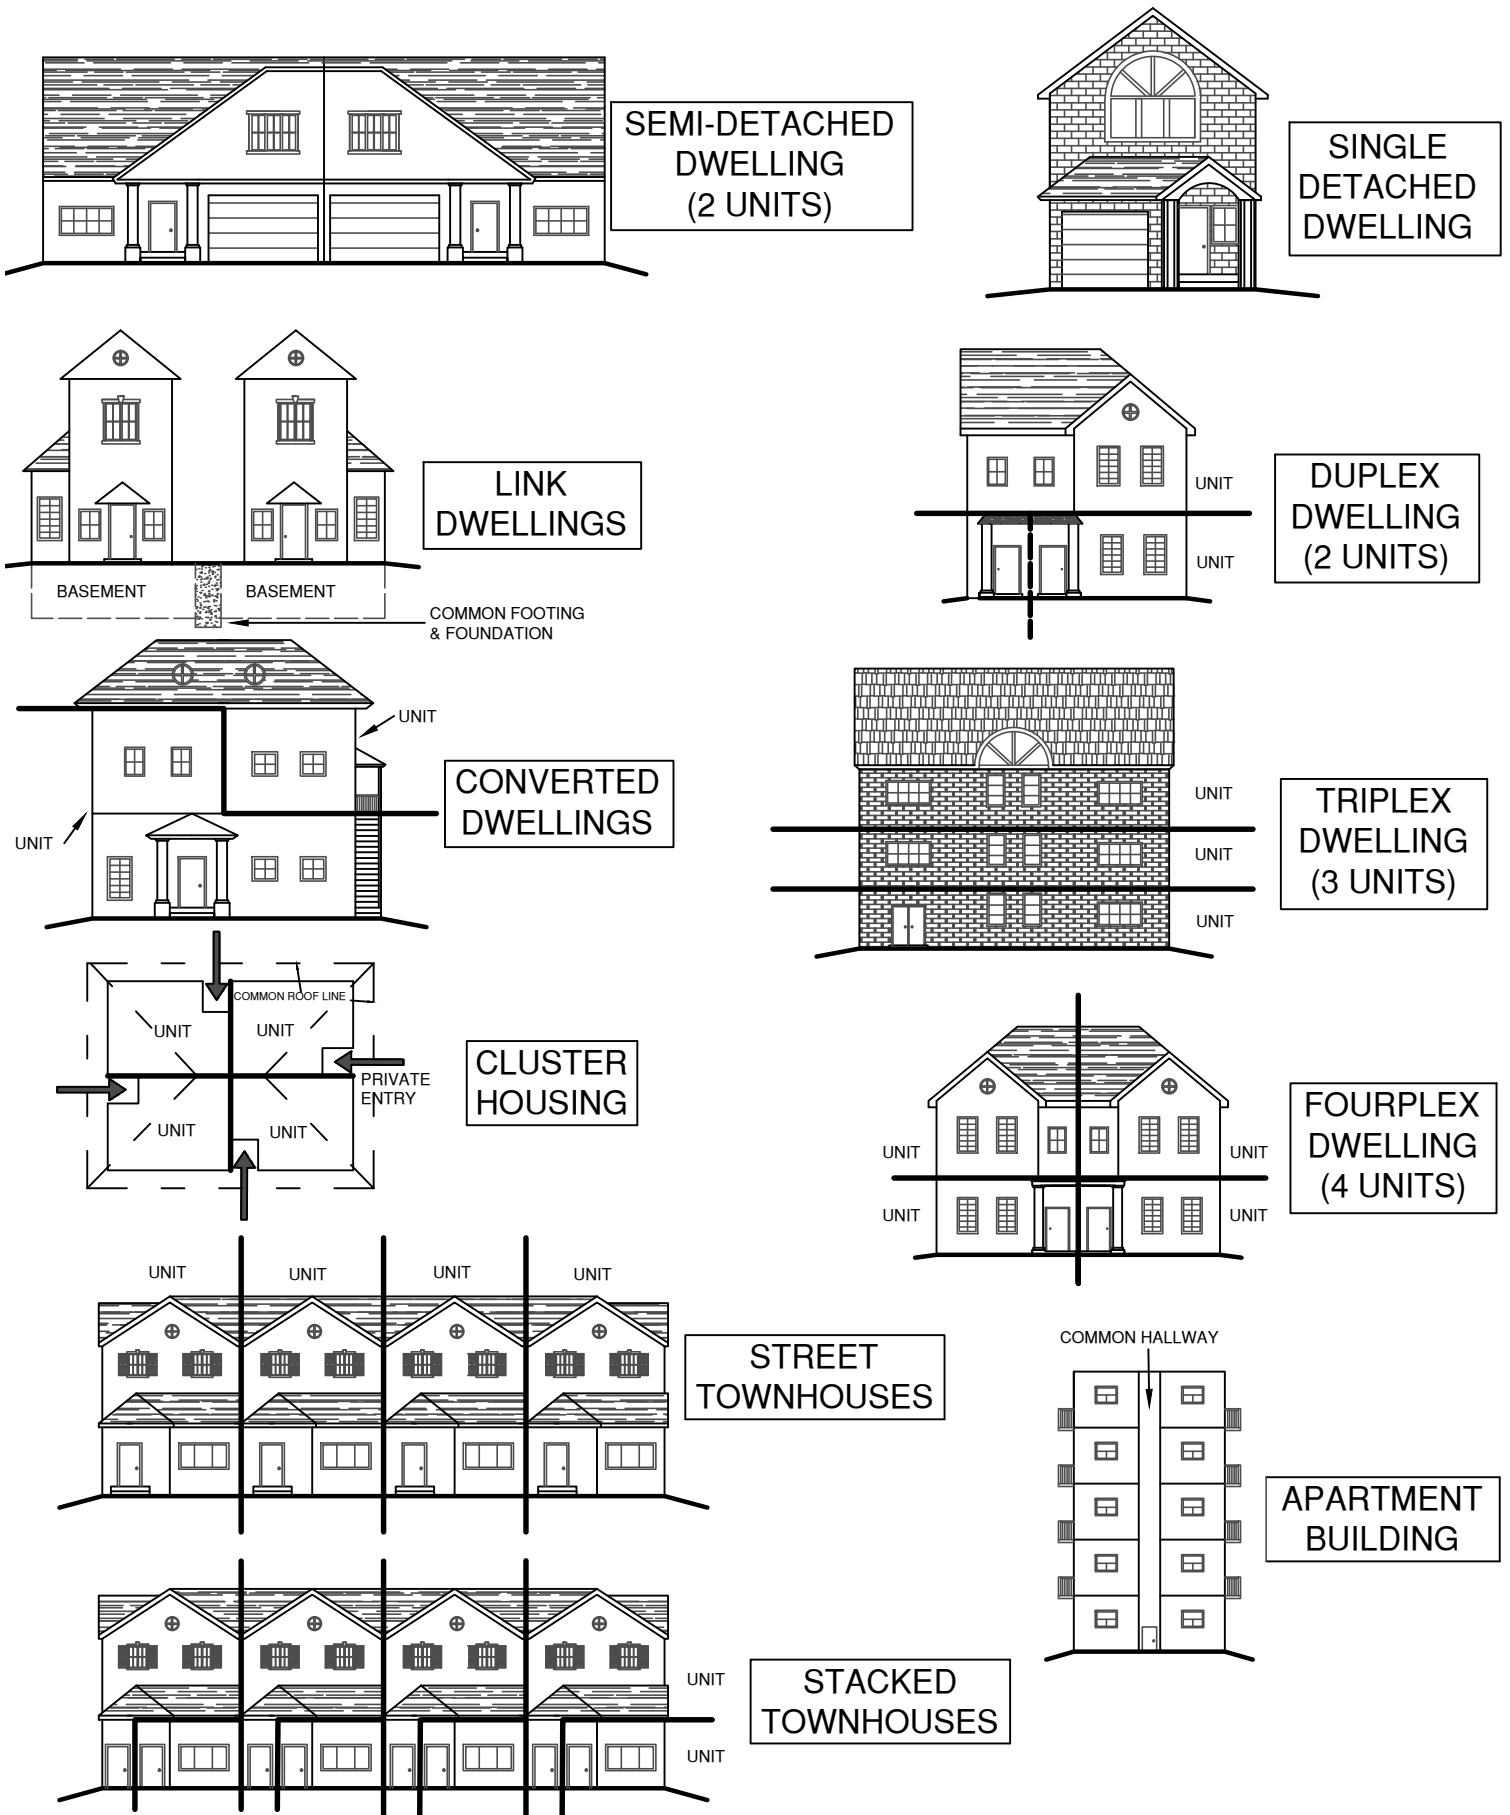 SEMI-DETACHED
DWELLING
(2 UNITS)
SINGLE
DETACHED
DWELLING
LINK
DWELLINGS
BASEMENT
BASEMENT
COMMON FOOTING
& FOUNDATION
UNIT
UNIT
DUPLEX
DWELLING
(2 UNITS)
UNIT
UNIT
CONVERTED
DWELLINGS
UNIT
UNIT
UNIT
TRIPLEX
DWELLING
(3 UNITS)
COMMON ROOF LINE
UNIT
UNIT
PRIVATE
ENTRY
UNIT
UNIT
CLUSTER
HOUSING
UNIT
UNIT
UNIT
UNIT
FOURPLEX
DWELLING
(4 UNITS)
UNIT
UNIT
UNIT
UNIT
STREET
TOWNHOUSES
COMMON HALLWAY
APARTMENT
BUILDING
UNIT
UNIT
STACKED
TOWNHOUSES